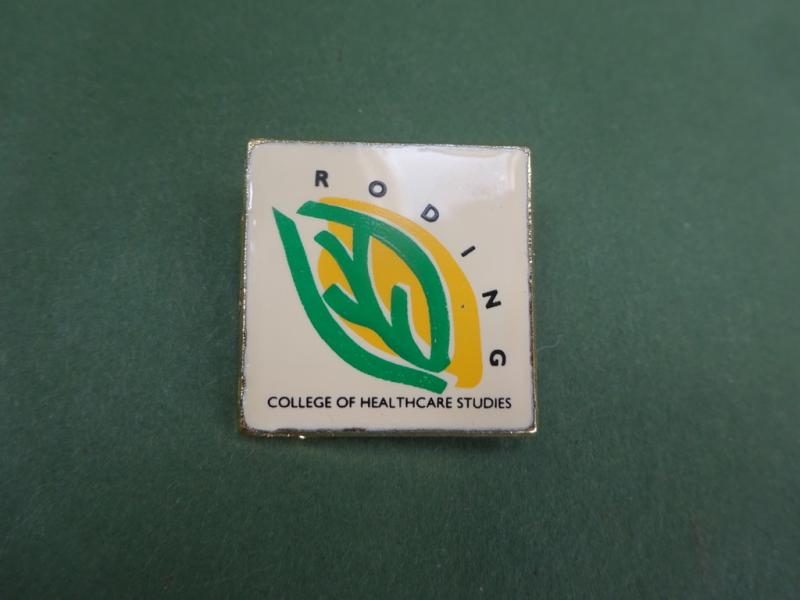 RODING
COLLEGE OF HEALTHCARE STUDIES